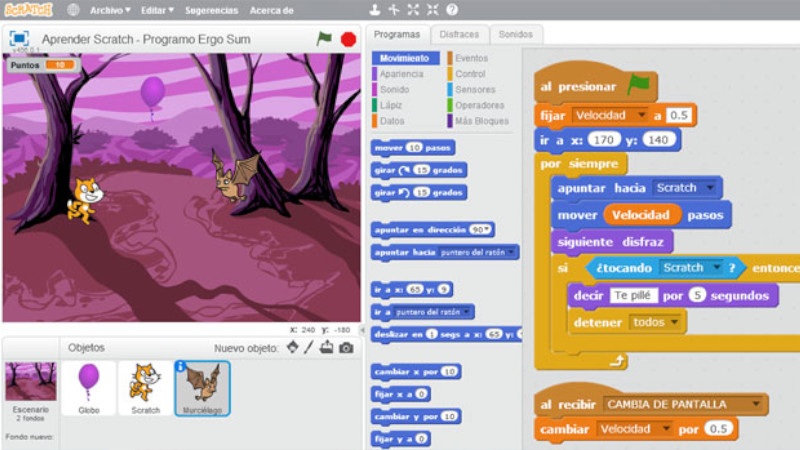 SCRATCH Archivo Editar Sugerencias Acerca de
Aprender Scratch - Programo Ergo Sum
Puntos 10
x: 240 y: -180
Objetos Nuevo objeto:
Escenario
2 fondos
Fondo nuevo:
Globo
Scratch
Murciélago
Programas Disfraces Sonidos
Movimiento Eventos
Apariencia Control
Sonido Sensores
Lápiz Operadores
Datos Más Bloques
mover 10 pasos
girar 15 grados
girar 15 grados
apuntar en dirección 90
apuntar hacia puntero del ratón
ir a x: 65 y: 9
ir a puntero del ratón
deslizar en 1 segs a x: 65 y:
cambiar x por 10
fijar x a 0
cambiar y por 10
fijar y a 0
al presionar
fijar Velocidad a 0.5
ir a x: 170 y: 140
por siempre
apuntar hacia Scratch
mover Velocidad pasos
siguiente disfraz
si ¿tocando Scratch ? entonce
decir Te pillé por 5 segundos
detener todos
al recibir CAMBIA DE PANTALLA
cambiar Velocidad por 0.5